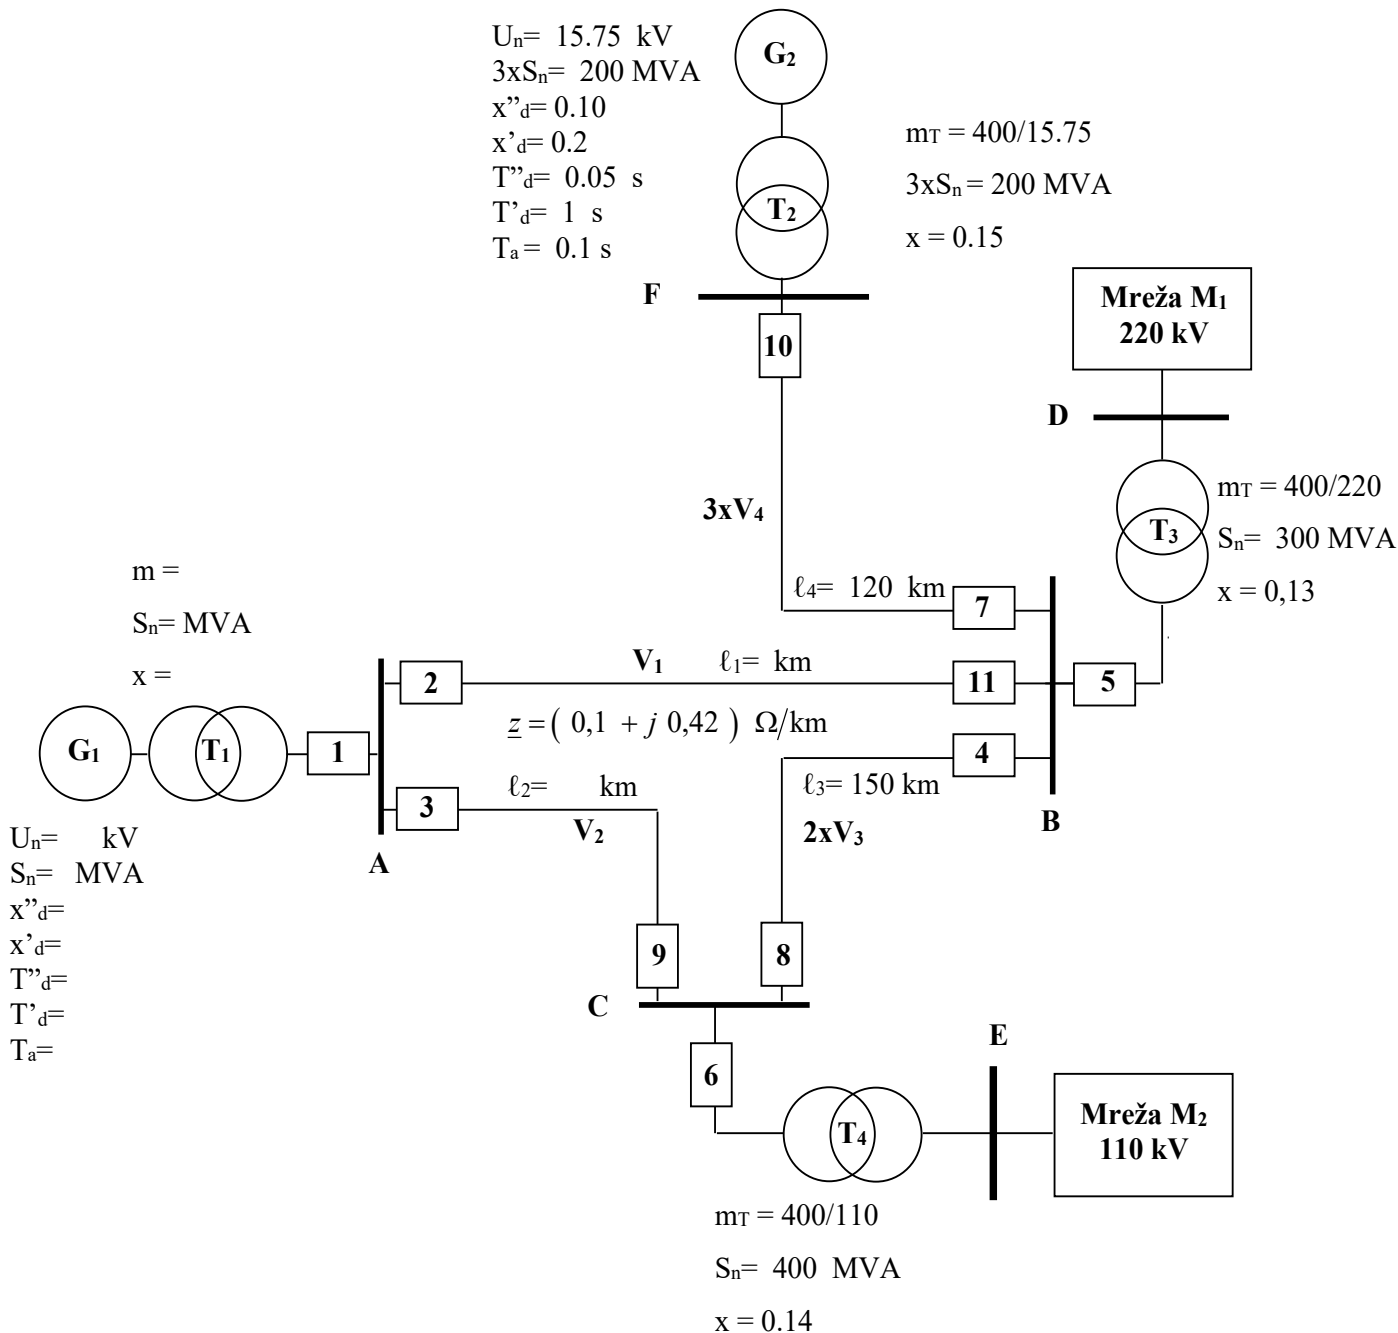 Uₙ= 15.75 kV
3xSₙ= 200 MVA
x”d= 0.10
x’d= 0.2
T”d= 0.05 s
T’d= 1 s
Ta= 0.1 s
G₂
T₂
mT = 400/15.75
3xSₙ = 200 MVA
x = 0.15
F
10
Mreža M₁
220 kV
D
T₃
mT = 400/220
Sₙ= 300 MVA
x = 0,13
3xV₄
ℓ₄= 120 km
7
m =
Sₙ= MVA
x =
2
V₁
ℓ₁= km
11
5
z = ( 0,1 + j 0,42 ) Ω/km
G₁
T₁
1
3
ℓ₂= km
V₂
4
ℓ₃= 150 km
2xV₃
B
A
Uₙ= kV
Sₙ= MVA
x”d=
x’d=
T”d=
T’d=
Ta=
9
8
C
6
T₄
E
Mreža M₂
110 kV
mT = 400/110
Sₙ= 400 MVA
x = 0.14